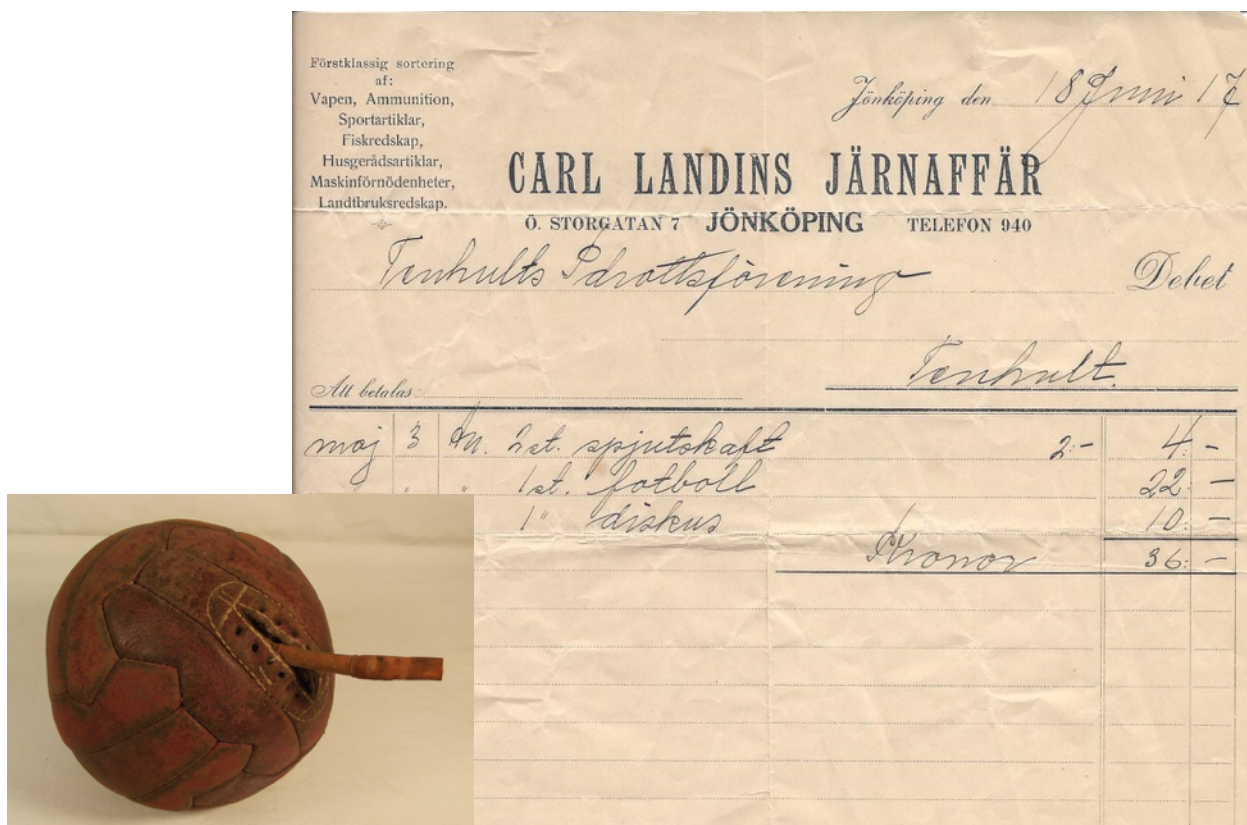 Förstklassig sortering
af:
Vapen, Ammunition,
Sportartiklar,
Fiskredskap,
Husgerådsartiklar,
Maskinförnödenheter,
Landtbruksredskap.
Jönköping den 18 Juni 17
CARL LANDINS JÄRNAFFÄR
Ö. STORGATAN 7 JÖNKÖPING TELEFON 940
Tenhults Idrottsförening Debet
Tenhult.
Att betalas:
maj 3 2 st. spjutskaft 2:- 4:-
" " 1 st. fotboll 22:-
1 " diskus 10:-
Kronor 36:-